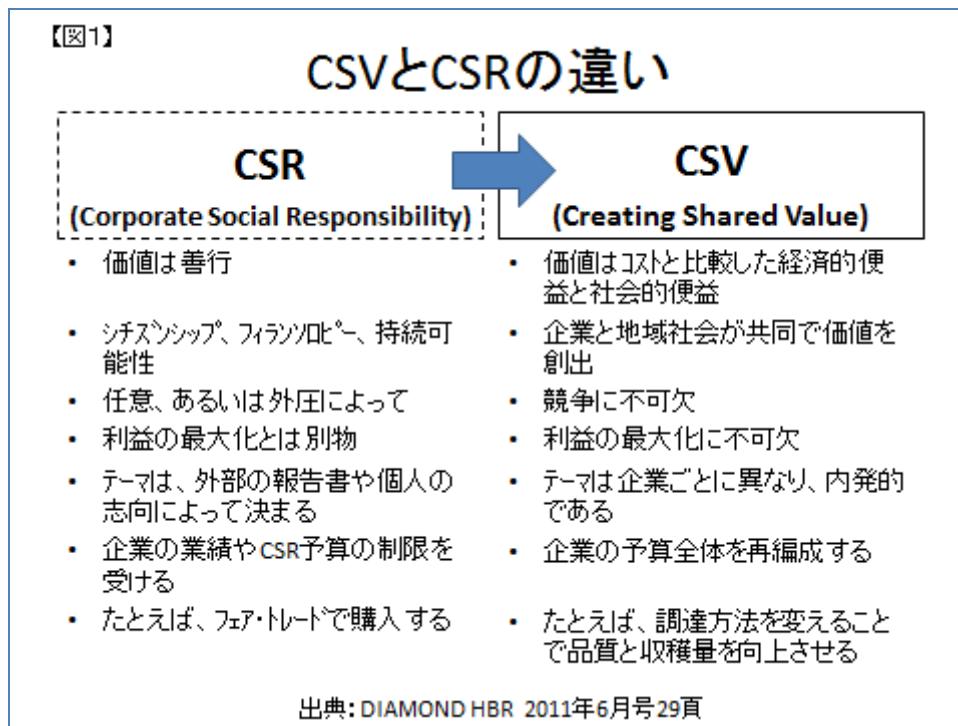 【図1】
CSVとCSRの違い
CSR
(Corporate Social Responsibility)
• 価値は善行
• シチズンシップ、フィランソロピー、持続可
能性
• 任意、あるいは外圧によって
• 利益の最大化とは別物
• テーマは、外部の報告書や個人の
志向によって決まる
• 企業の業績やCSR予算の制限を
受ける
• たとえば、フェア・トレードで購入する
CSV
(Creating Shared Value)
• 価値はコストと比較した経済的便
益と社会的便益
• 企業と地域社会が共同で価値を
創出
• 競争に不可欠
• 利益の最大化に不可欠
• テーマは企業ごとに異なり、内発的
である
• 企業の予算全体を再編成する
• たとえば、調達方法を変えること
で品質と収穫量を向上させる
出典: DIAMOND HBR 2011年6月号29頁